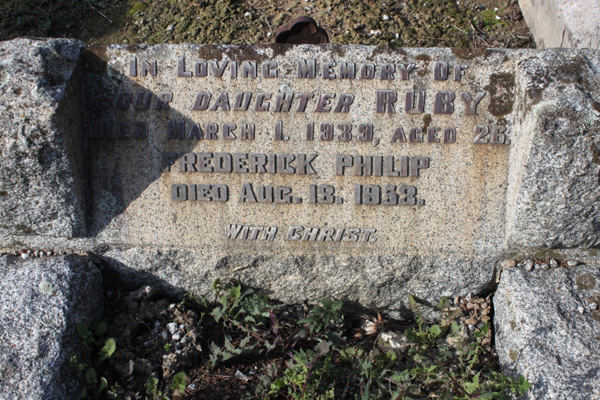 In Loving Memory of
our daughter Ruby
died March 1, 1939, aged 26.
Frederick Philip
died Aug. 18, 1953.
With Christ.